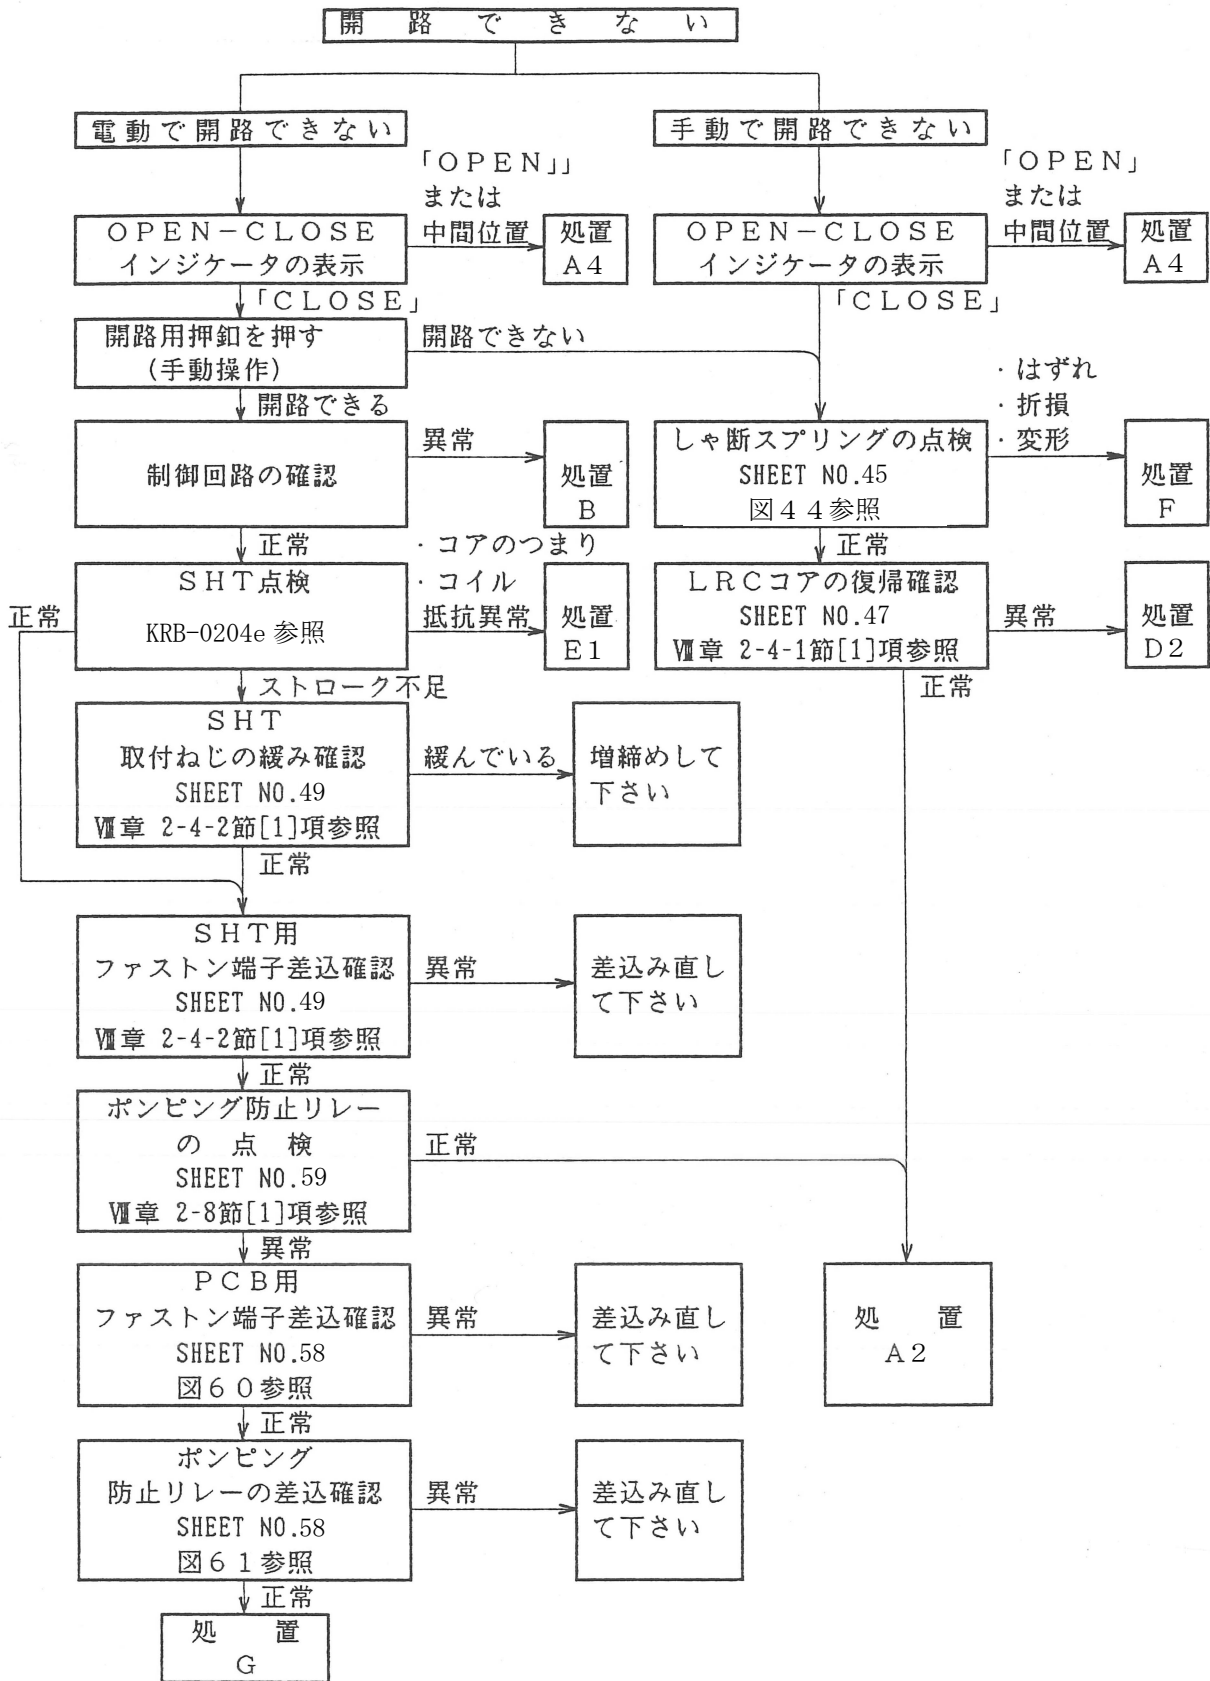 開路できない
電動で開路できない
手動で開路できない
「OPEN」」
または
中間位置
OPEN-CLOSE
インジケータの表示
処置
A4
「CLOSE」
開路用押釦を押す
(手動操作)
開路できない
開路できる
制御回路の確認
異常
処置
B
正常
SHT点検
KRB-0204e 参照
正常
・コアのつまり
・コイル
抵抗異常
処置
E1
ストローク不足
SHT
取付ねじの緩み確認
SHEET NO.49
Ⅷ章 2-4-2節[1]項参照
緩んでいる
増締めして
下さい
正常
SHT用
ファストン端子差込確認
SHEET NO.49
Ⅷ章 2-4-2節[1]項参照
異常
差込み直し
て下さい
正常
ポンピング防止リレー
の点検
SHEET NO.59
Ⅷ章 2-8節[1]項参照
正常
異常
PCB用
ファストン端子差込確認
SHEET NO.58
図60参照
異常
差込み直し
て下さい
正常
ポンピング
防止リレーの差込確認
SHEET NO.58
図61参照
異常
差込み直し
て下さい
正常
処置
G
「OPEN」
または
中間位置
OPEN-CLOSE
インジケータの表示
処置
A4
「CLOSE」
しゃ断スプリングの点検
SHEET NO.45
図44参照
・はずれ
・折損
・変形
処置
F
正常
LRCコアの復帰確認
SHEET NO.47
Ⅷ章 2-4-1節[1]項参照
異常
処置
D2
正常
処置
A2